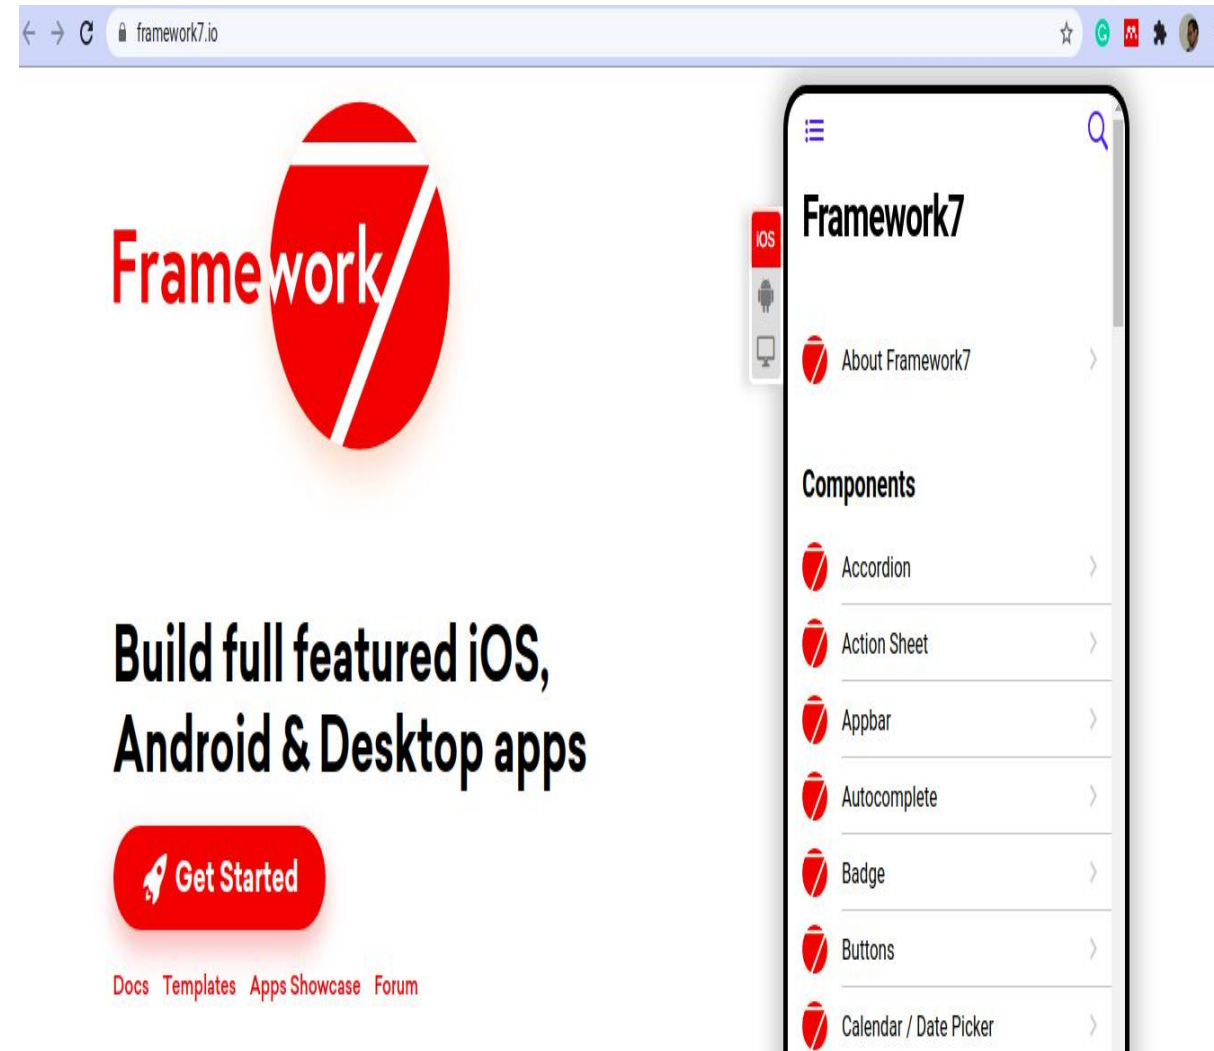 framework7.io
Framework7
Build full featured iOS,
Android & Desktop apps
Get Started
Docs Templates Apps Showcase Forum
iOS
Framework7
About Framework7
Components
Accordion
Action Sheet
Appbar
Autocomplete
Badge
Buttons
Calendar / Date Picker